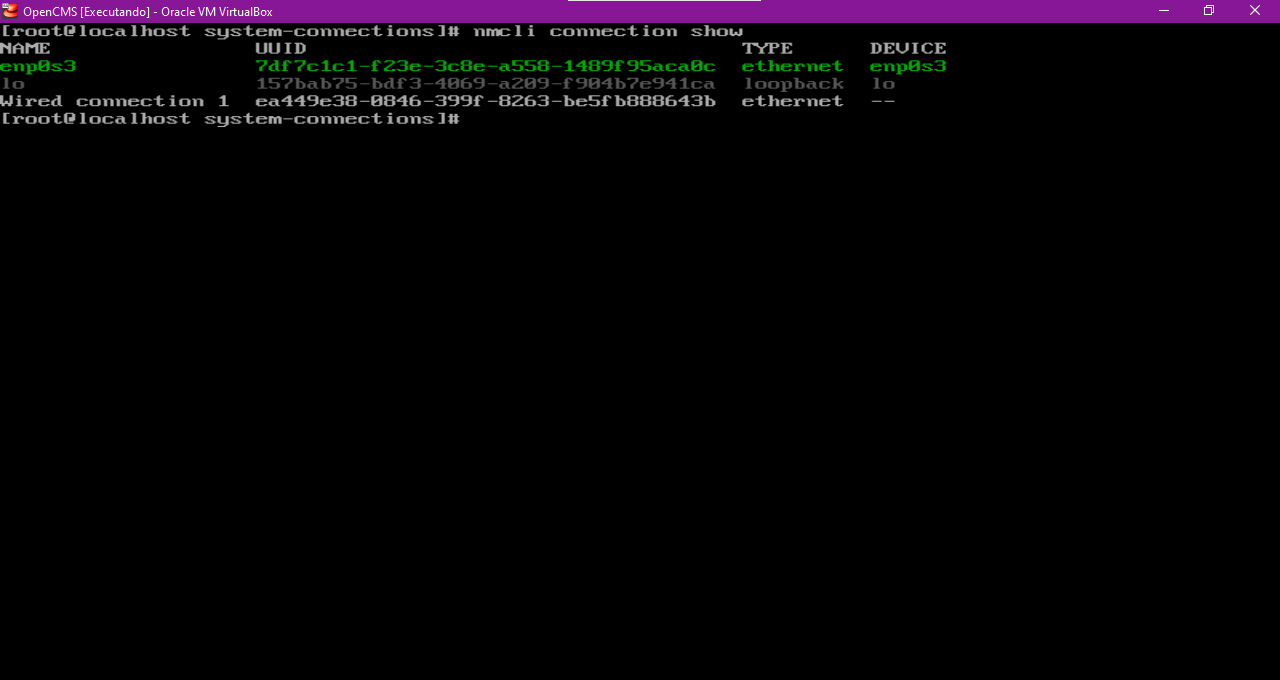 OpenCMS [Executando] - Oracle VM VirtualBox
[root@localhost system-connections]# nmcli connection show
NAME                UUID                                  TYPE      DEVICE
enp0s3              7df7c1c1-f23e-3c8e-a558-1489f95aca0c  ethernet  enp0s3
lo                  157bab75-bdf3-4069-a209-f904b7e941ca  loopback  lo
Wired connection 1  ea449e38-0846-399f-8263-be5fb888643b  ethernet  --
[root@localhost system-connections]#